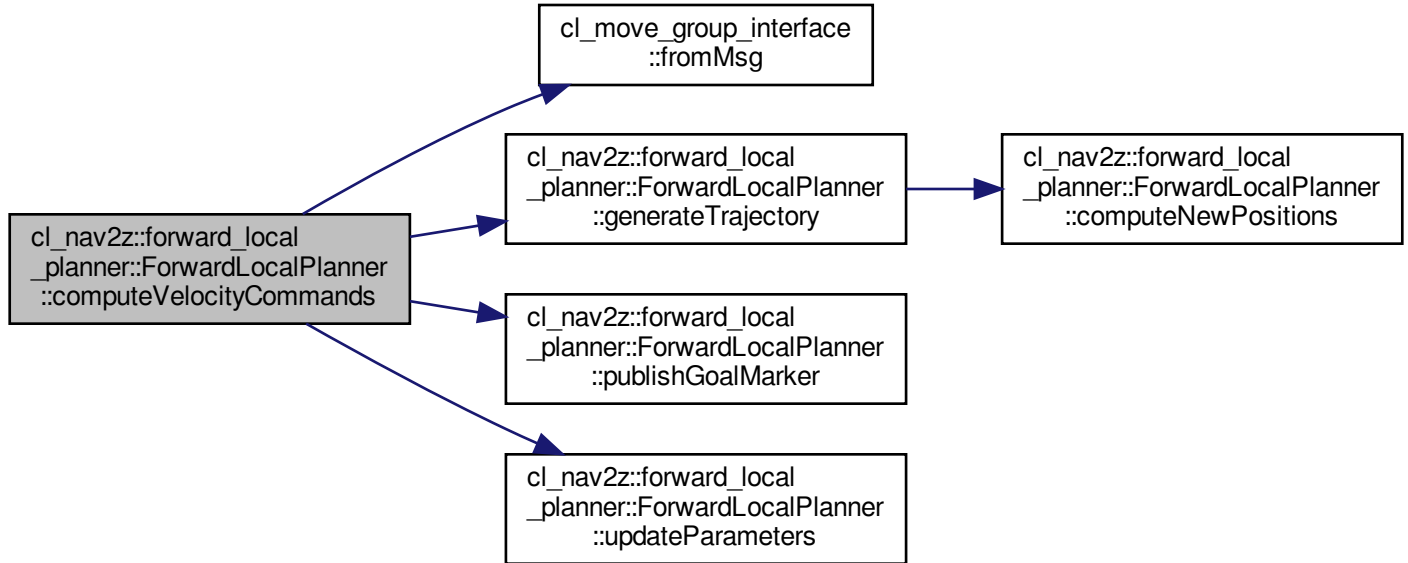 cl_move_group_interface
::fromMsg
cl_nav2z::forward_local
_planner::ForwardLocalPlanner
::generateTrajectory
cl_nav2z::forward_local
_planner::ForwardLocalPlanner
::computeNewPositions
cl_nav2z::forward_local
_planner::ForwardLocalPlanner
::computeVelocityCommands
cl_nav2z::forward_local
_planner::ForwardLocalPlanner
::publishGoalMarker
cl_nav2z::forward_local
_planner::ForwardLocalPlanner
::updateParameters